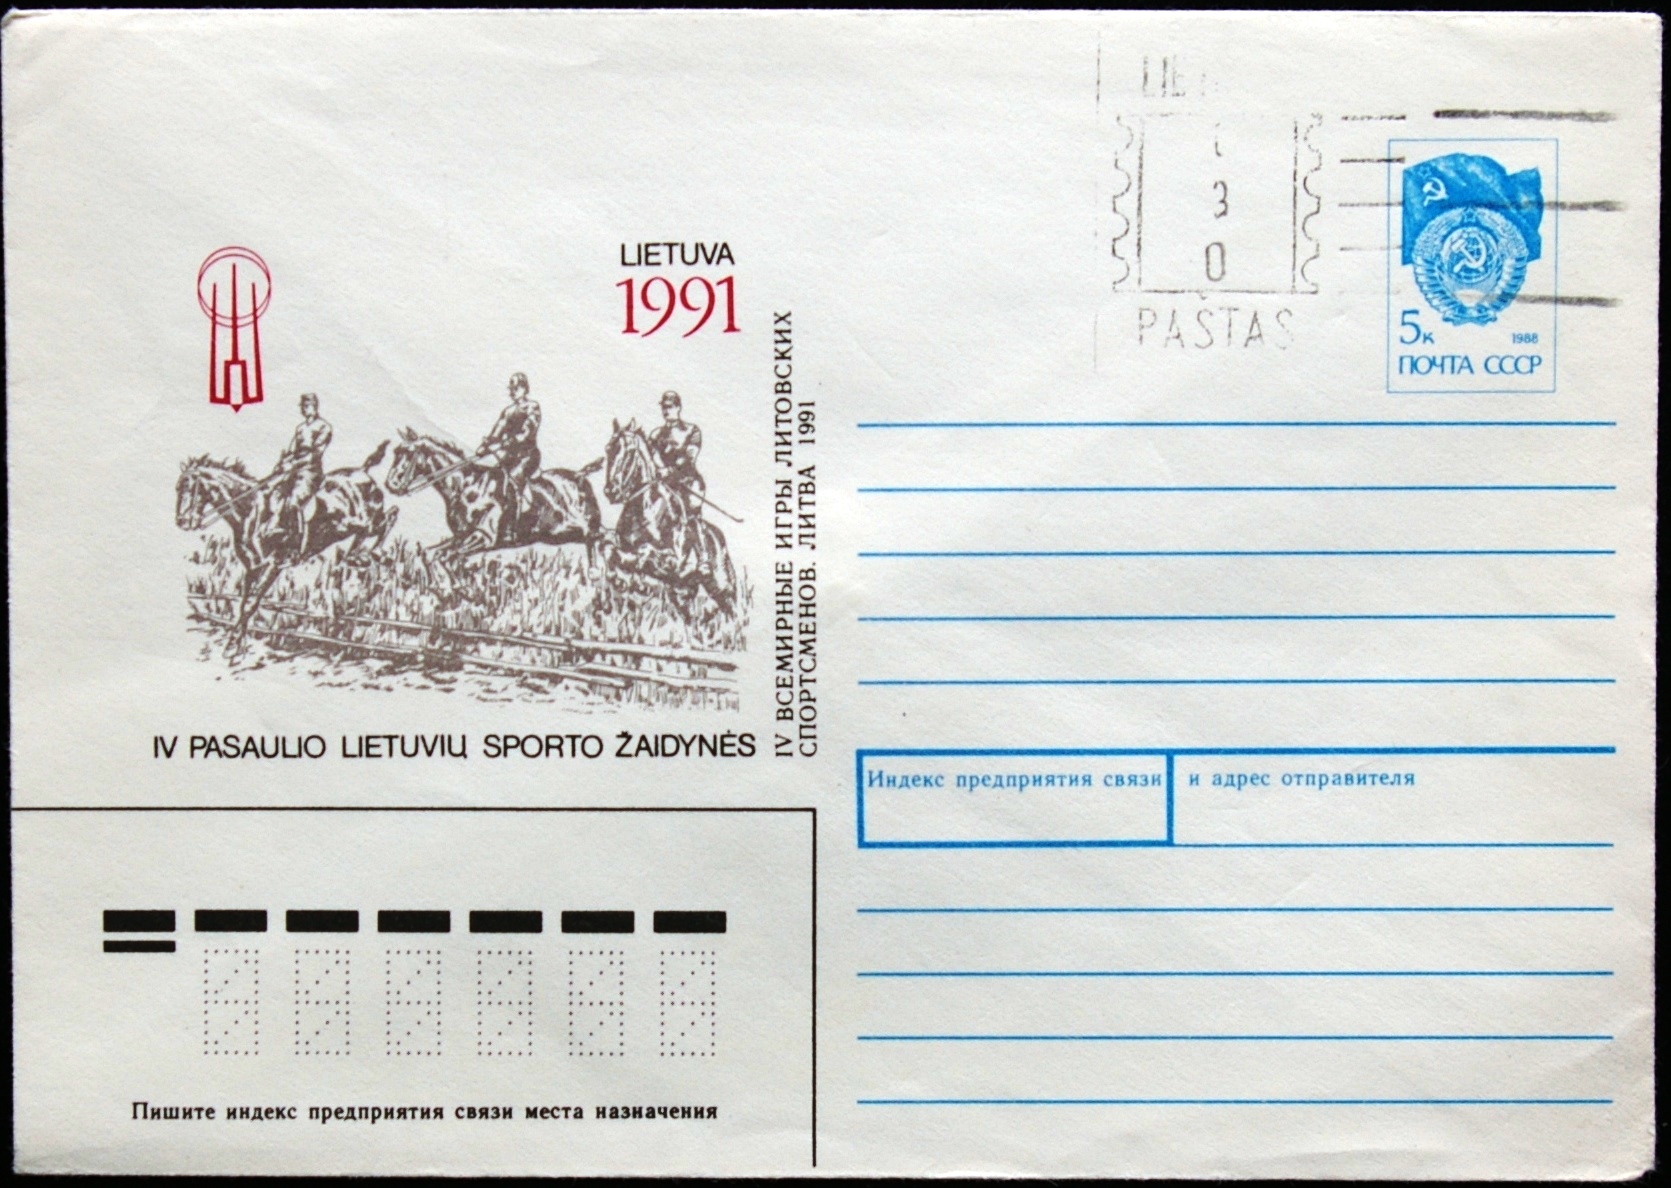 LIETUVA
1991
IV ВСЕМИРНЫЕ ИГРЫ ЛИТОВСКИХ
СПОРТСМЕНОВ. ЛИТВА 1991
IV PASAULIO LIETUVIŲ SPORTO ŽAIDYNĖS
3
0
PAŠTAS
5к
1988
ПОЧТА СССР
Индекс предприятия связи и адрес отправителя
Пишите индекс предприятия связи места назначения